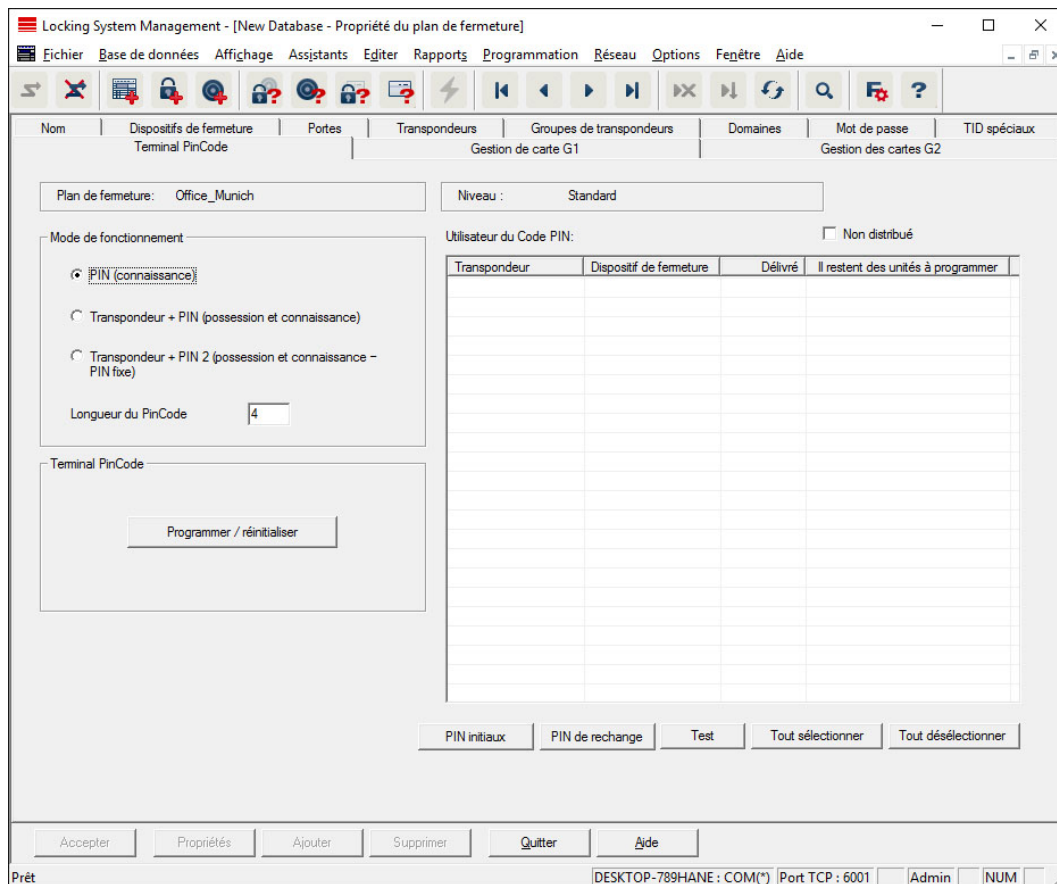 Locking System Management - [New Database - Propriété du plan de fermeture]
Fichier Base de données Affichage Assistants Editer Rapports Programmation Réseau Options Fenêtre Aide
Nom Dispositifs de fermeture Portes Transpondeurs Groupes de transpondeurs Domaines Mot de passe TID spéciaux
Terminal PinCode Gestion de carte G1 Gestion des cartes G2
Plan de fermeture: Office_Munich
Niveau : Standard
Mode de fonctionnement
PIN (connaissance)
Transpondeur + PIN (possession et connaissance)
Transpondeur + PIN 2 (possession et connaissance –
PIN fixe)
Longueur du PinCode 4
Terminal PinCode
Programmer / réinitialiser
Utilisateur du Code PIN: Non distribué
Transpondeur Dispositif de fermeture Délivré Il restent des unités à programmer
PIN initiaux PIN de rechange Test Tout sélectionner Tout désélectionner
Accepter Propriétés Ajouter Supprimer Quitter Aide
Prêt DESKTOP-789HANE : COM(*) Port TCP : 6001 Admin NUM